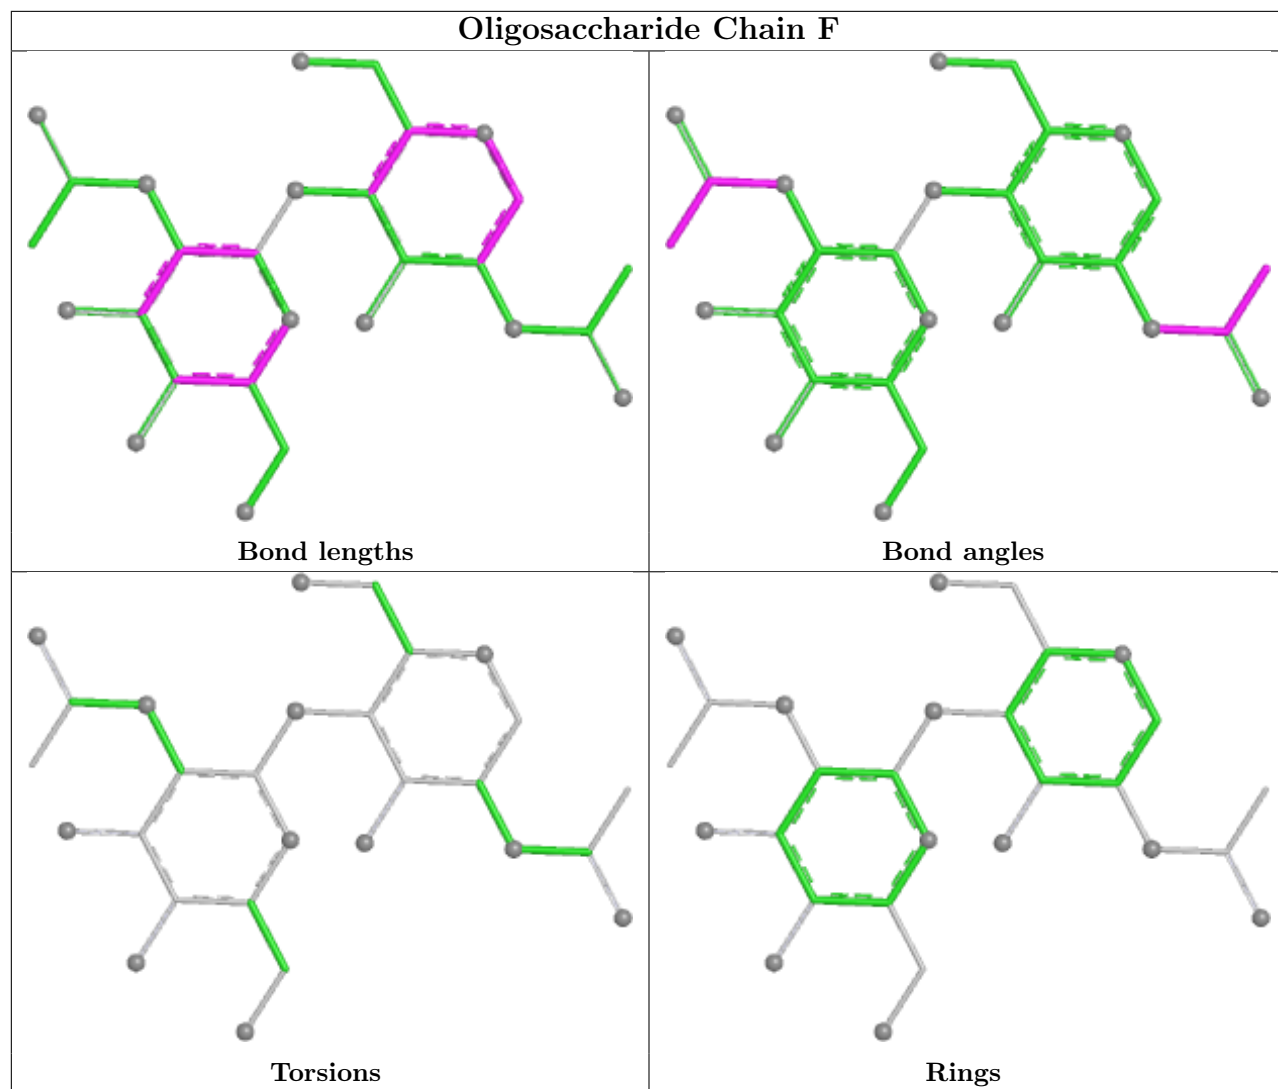 Oligosaccharide Chain F
Bond lengths
Bond angles
Torsions
Rings